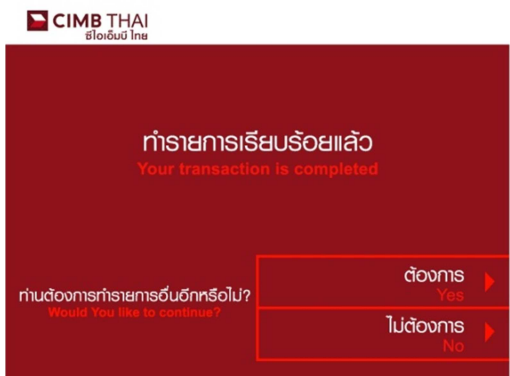 CIMB THAI
ซีไอเอ็มบี ไทย
ทำรายการเรียบร้อยแล้ว
Your transaction is completed
ท่านต้องการทำรายการอื่นอีกหรือไม่?
Would You like to continue?
ต้องการ
Yes
ไม่ต้องการ
No